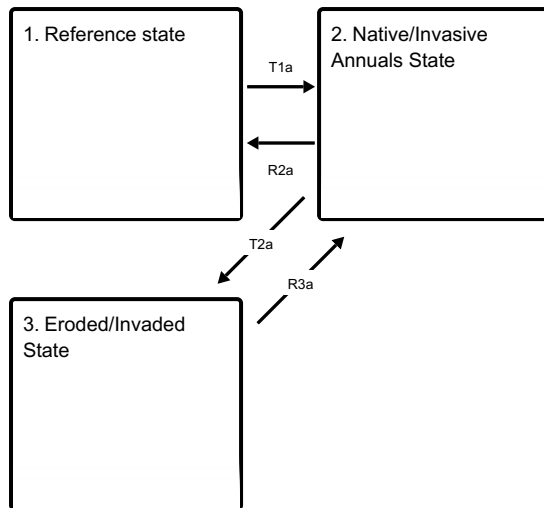 1. Reference state
2. Native/Invasive
Annuals State
T1a
R2a
T2a
R3a
3. Eroded/Invaded
State